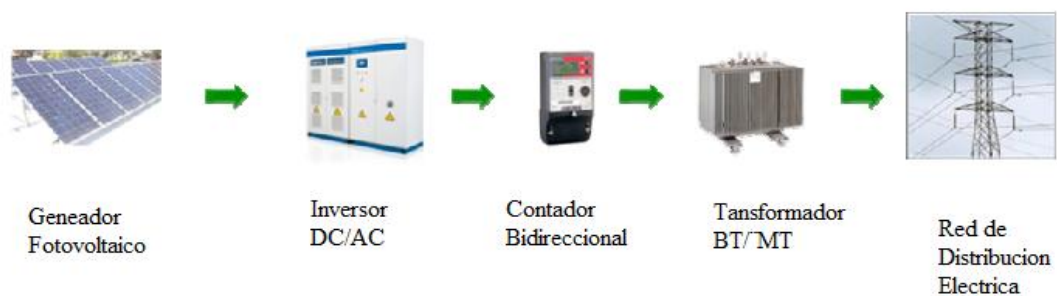 Geneador
Fotovoltaico
Inversor
DC/AC
Contador
Bidireccional
Tansformador
BT/¨MT
Red de
Distribucion
Electrica